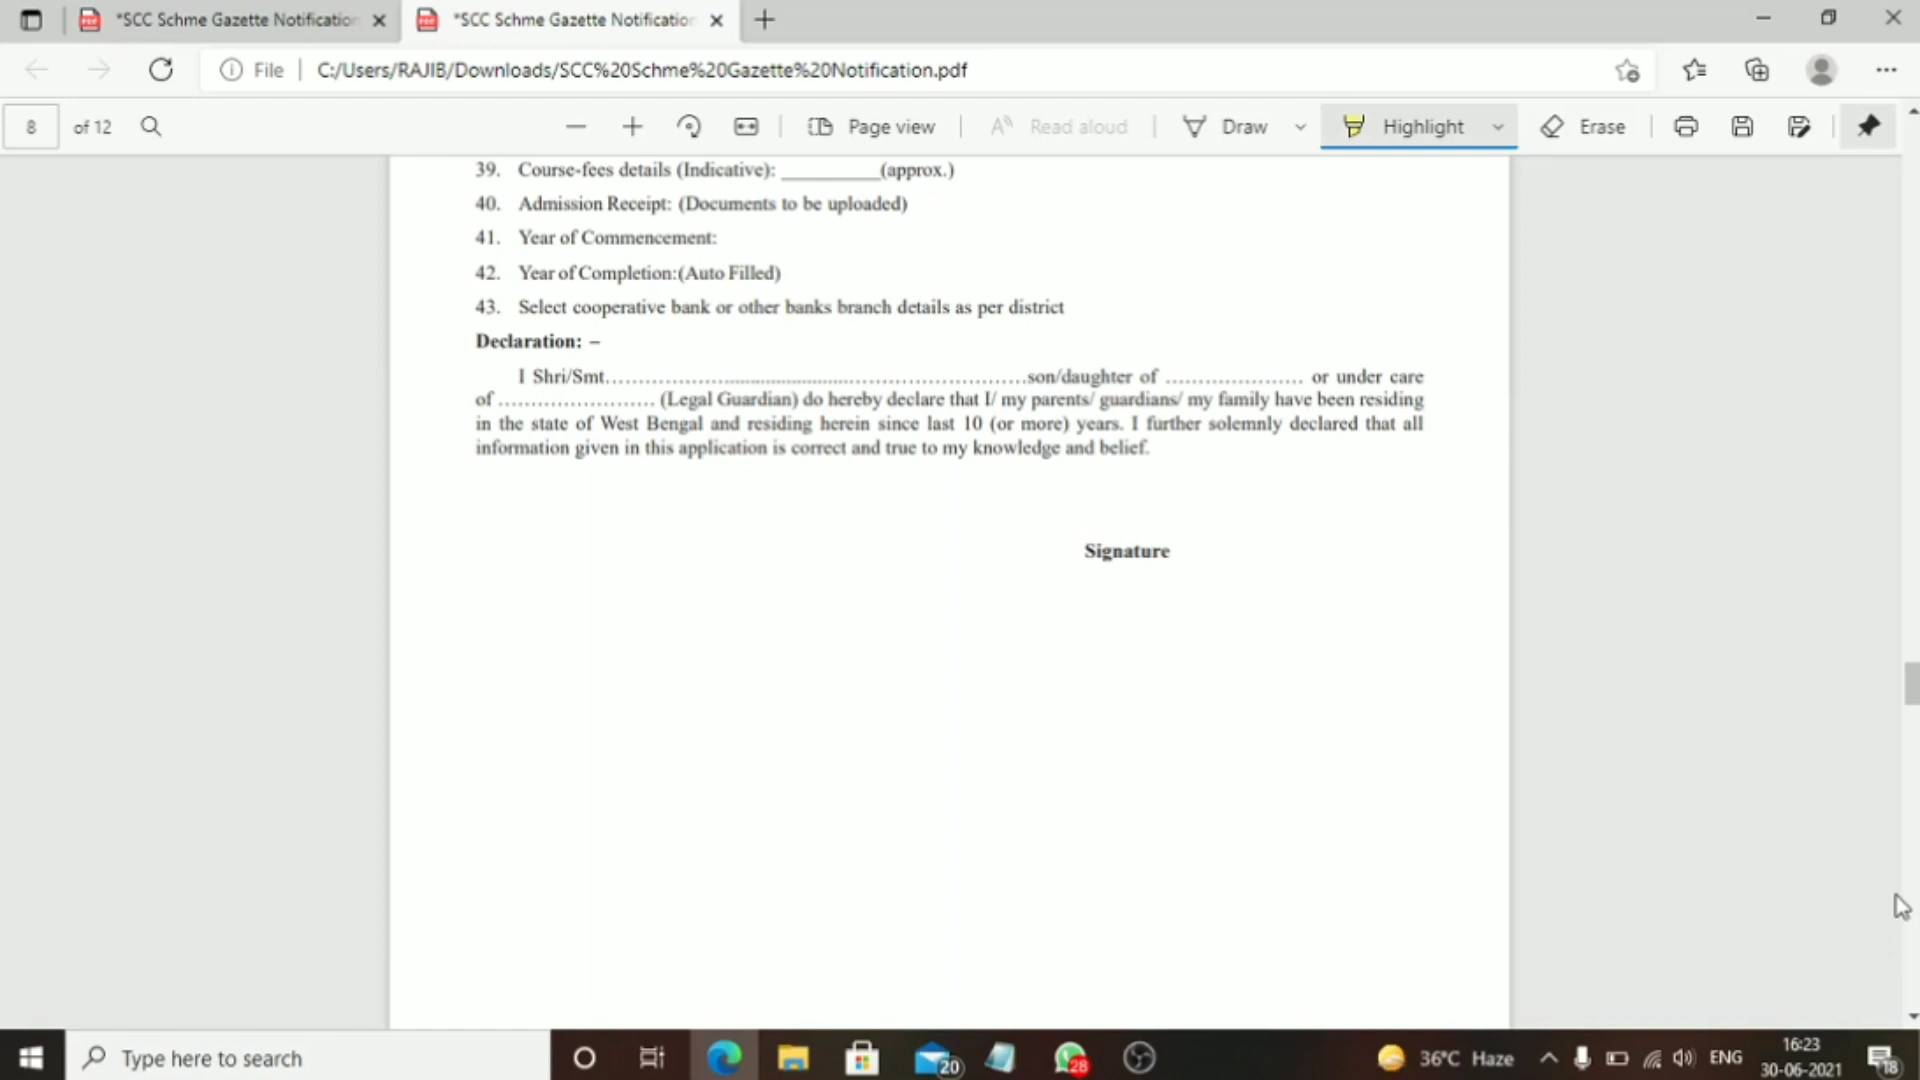 *SCC Schme Gazette Notification
*SCC Schme Gazette Notification
File
C:/Users/RAJIB/Downloads/SCC%20Schme%20Gazette%20Notification.pdf
8 of 12
Page view
Read aloud
Draw
Highlight
Erase
39. Course-fees details (Indicative): __________(approx.)
40. Admission Receipt: (Documents to be uploaded)
41. Year of Commencement:
42. Year of Completion:(Auto Filled)
43. Select cooperative bank or other banks branch details as per district
Declaration: –
I Shri/Smt..................................................................son/daughter of ..................... or under care
of ........................ (Legal Guardian) do hereby declare that I/ my parents/ guardians/ my family have been residing
in the state of West Bengal and residing herein since last 10 (or more) years. I further solemnly declared that all
information given in this application is correct and true to my knowledge and belief.
Signature
Type here to search
20
28
36°C Haze
ENG
16:23
30-06-2021
18